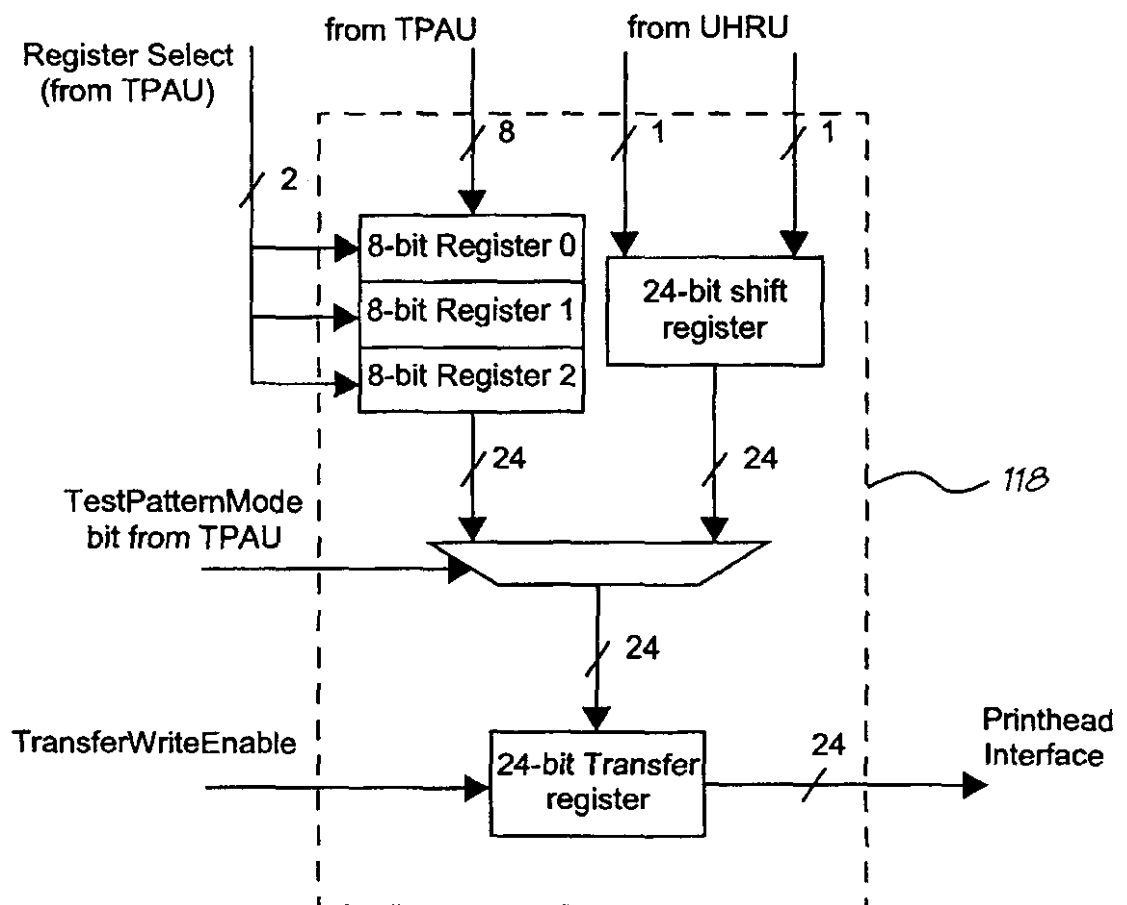 from TPAU
from UHRU
Register Select
(from TPAU)
8
1
1
2
8-bit Register 0
8-bit Register 1
8-bit Register 2
24-bit shift
register
24
24
118
TestPatternMode
bit from TPAU
24
TransferWriteEnable
24-bit Transfer
register
24
Printhead
Interface